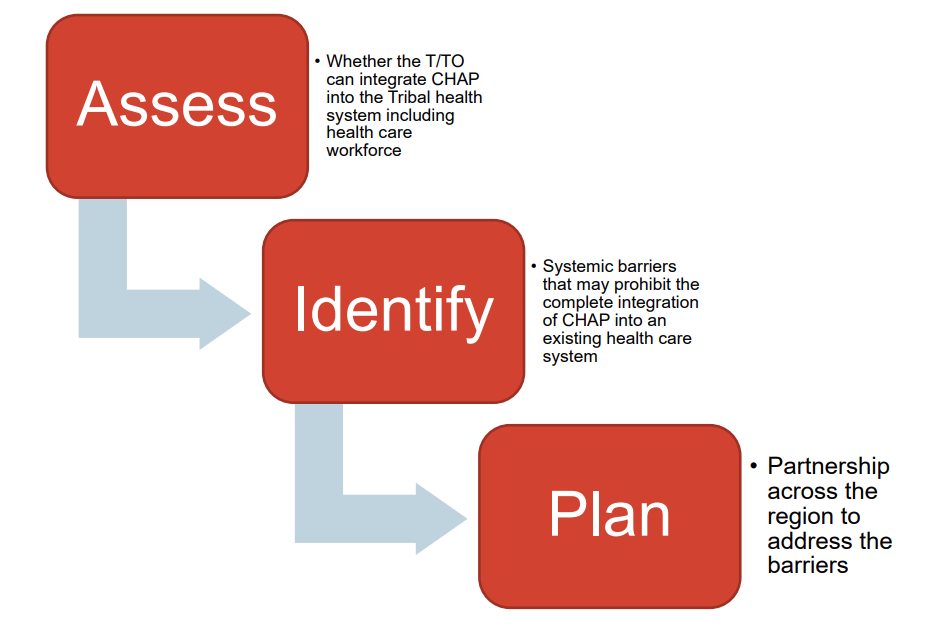 Assess
• Whether the T/TO
can integrate CHAP
into the Tribal health
system including
health care
workforce
Identify
• Systemic barriers
that may prohibit the
complete integration
of CHAP into an
existing health care
system
Plan
• Partnership
across the
region to
address the
barriers